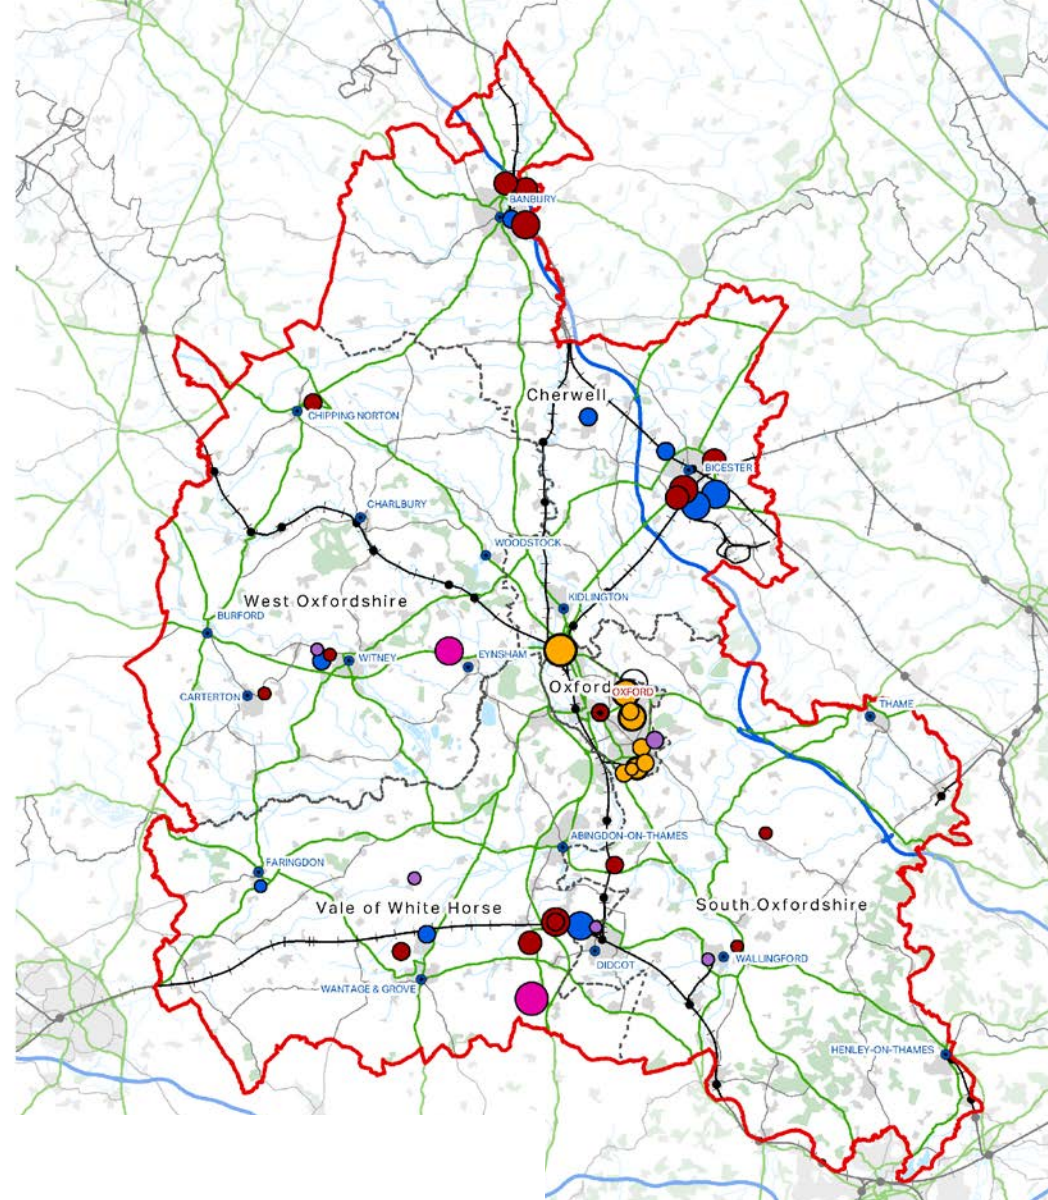 BANBURY
Cherwell
CHIPPING NORTON
BICESTER
CHARLBURY
WOODSTOCK
KIDLINGTON
West Oxfordshire
BURFORD
WITNEY
EYNSHAM
CARTERTON
Oxford
OXFORD
THAME
ABINGDON-ON-THAMES
FARINGDON
Vale of White Horse
South Oxfordshire
DIDCOT
WALLINGFORD
WANTAGE & GROVE
HENLEY-ON-THAMES